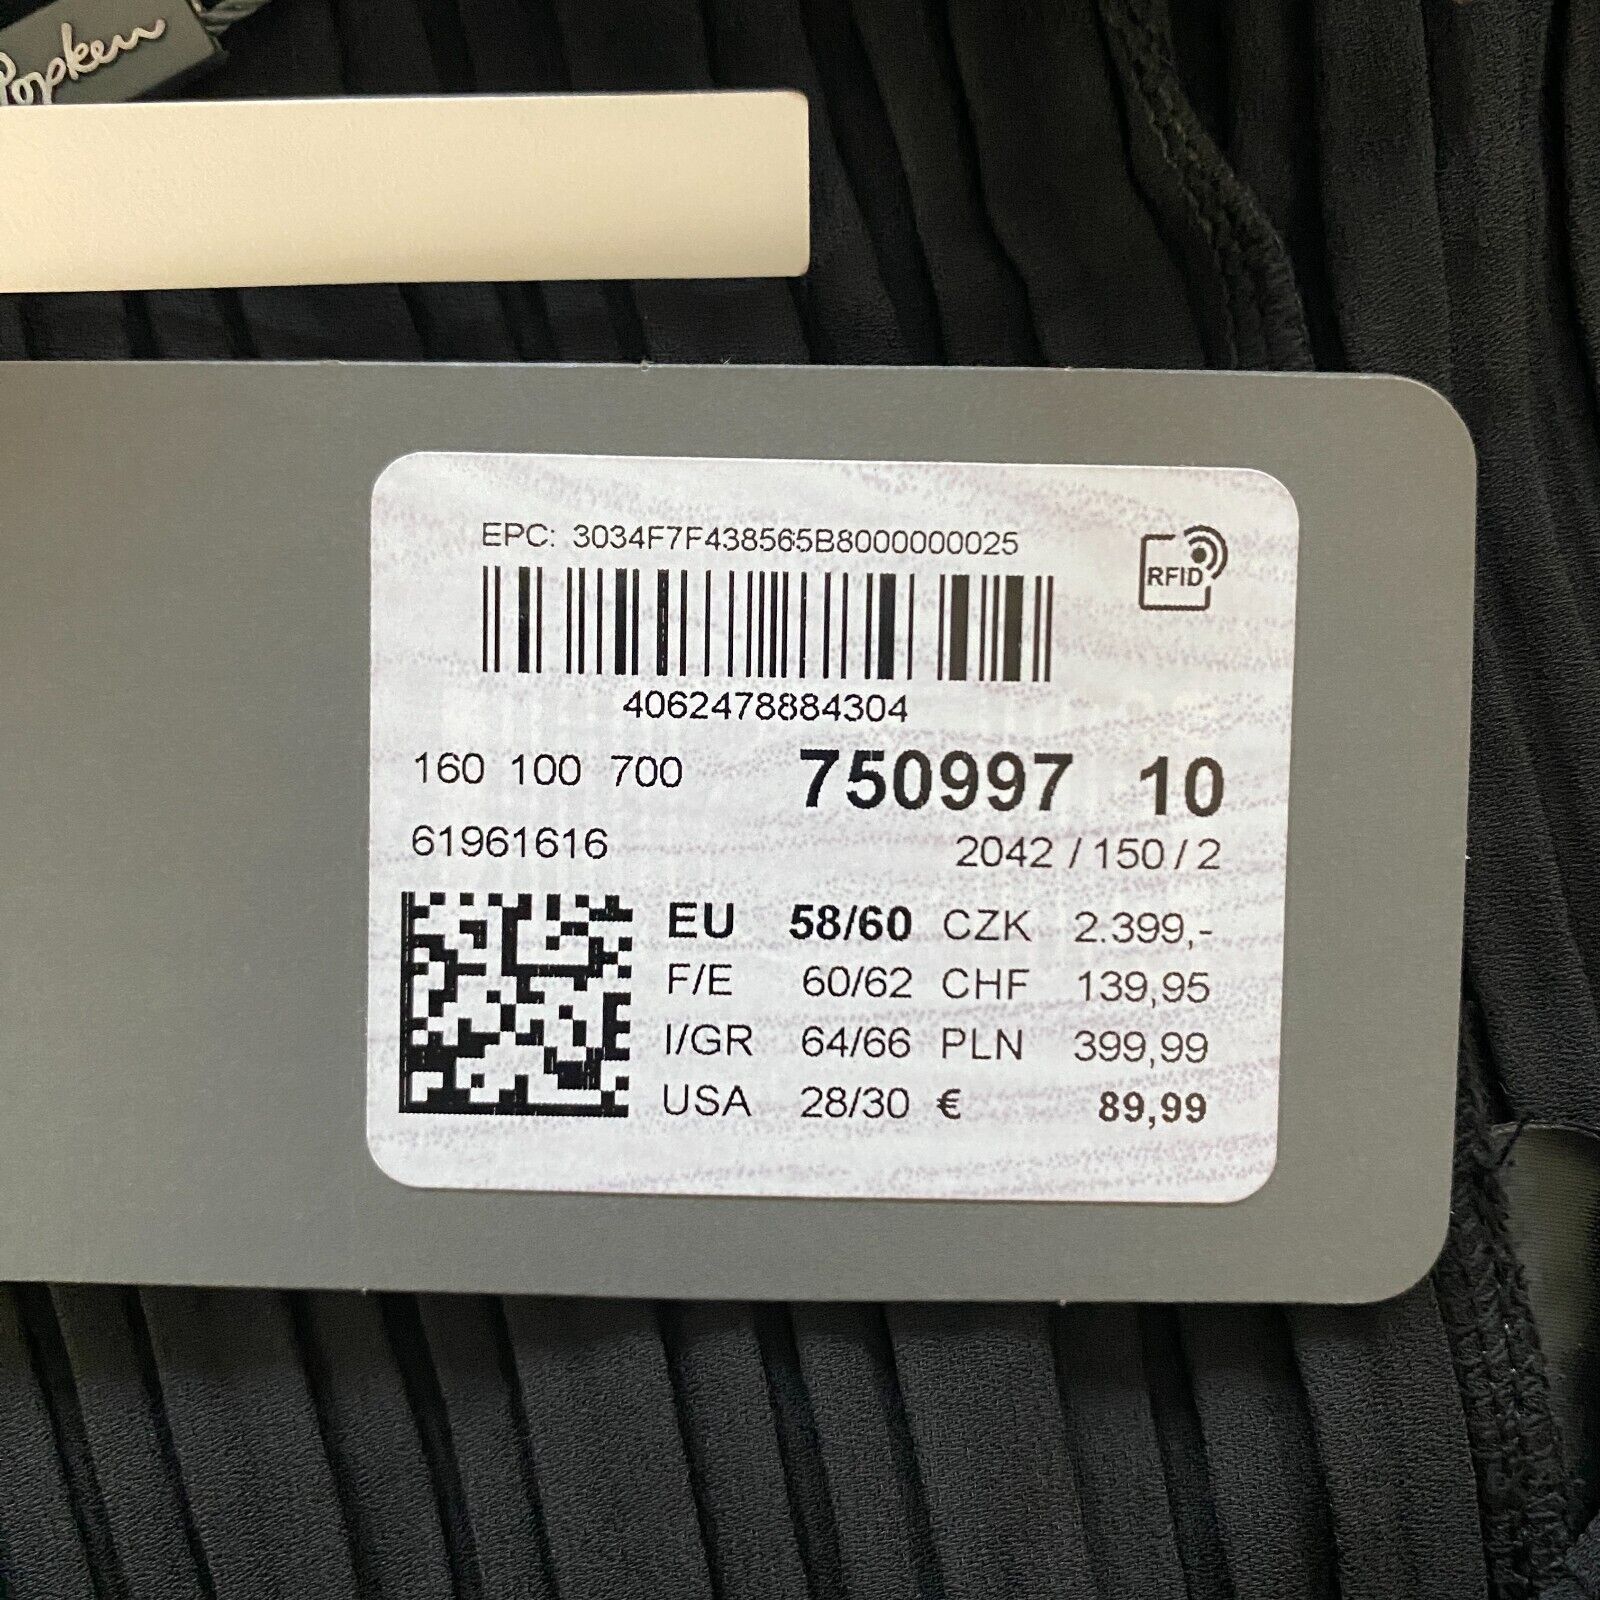 Popken
EPC: 3034F7F438565B8000000025
RFID
4062478884304
160 100 700 750997 10
61961616 2042 / 150 / 2
EU 58/60 CZK 2.399,-
F/E 60/62 CHF 139,95
I/GR 64/66 PLN 399,99
USA 28/30 € 89,99